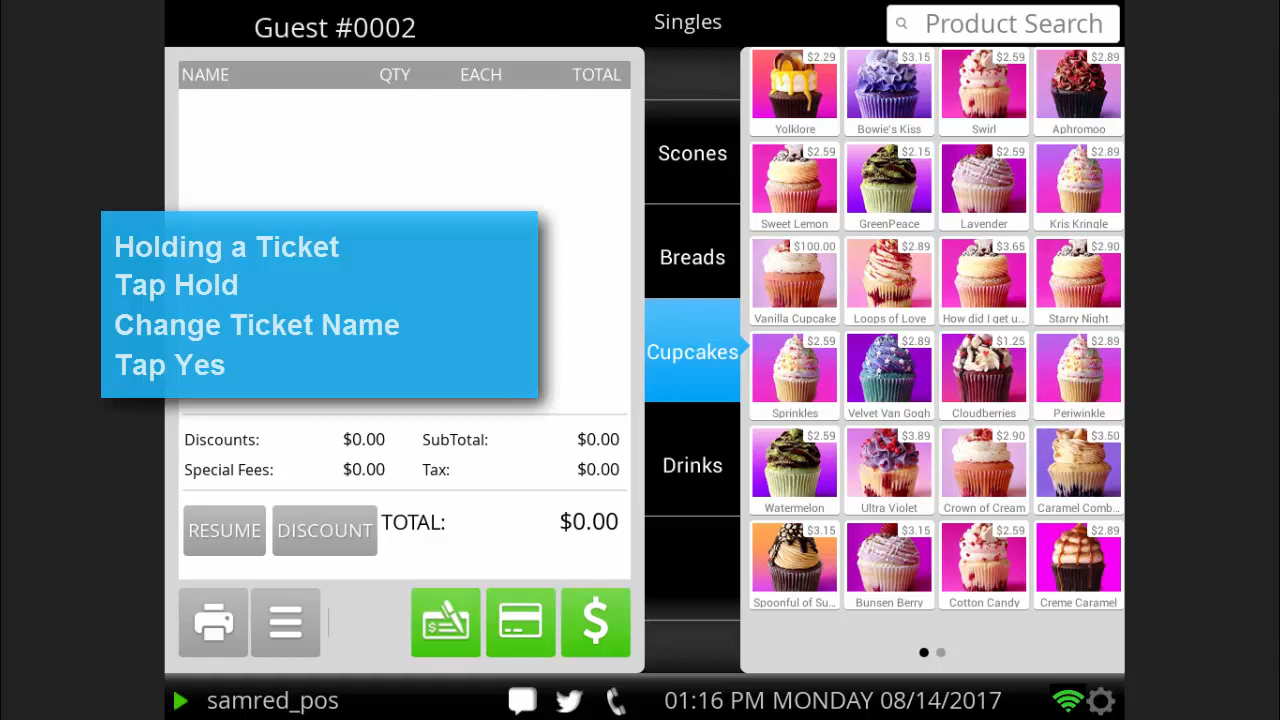 Guest #0002
Singles
Product Search
NAME QTY EACH TOTAL
Holding a Ticket
Tap Hold
Change Ticket Name
Tap Yes
Discounts: $0.00 SubTotal: $0.00
Special Fees: $0.00 Tax: $0.00
RESUME DISCOUNT TOTAL: $0.00
Scones
Breads
Cupcakes
Drinks
$2.29 $3.15 $2.59 $2.89
Yolklore Bowie's Kiss Swirl Aphromoo
$2.59 $2.15 $2.59 $2.89
Sweet Lemon GreenPeace Lavender Kris Kringle
$100.00 $2.89 $3.65 $2.90
Vanilla Cupcake Loops of Love How did I get u... Starry Night
$2.59 $2.89 $1.25 $2.89
Sprinkles Velvet Van Gogh Cloudberries Periwinkle
$2.59 $3.89 $2.90 $3.50
Watermelon Ultra Violet Crown of Cream Caramel Comb...
$3.15 $3.15 $2.59 $2.89
Spoonful of Su... Bunsen Berry Cotton Candy Creme Caramel
samred_pos 01:16 PM MONDAY 08/14/2017